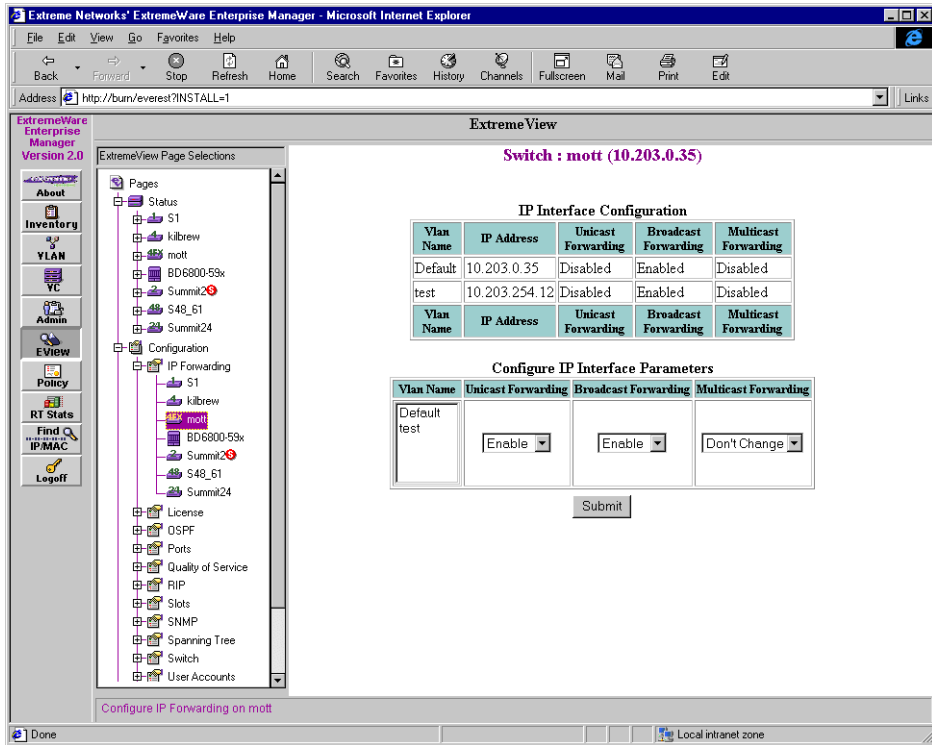 Extreme Networks' ExtremeWare Enterprise Manager - Microsoft Internet Explorer
File Edit View Go Favorites Help
Back Forward Stop Refresh Home Search Favorites History Channels Fullscreen Mail Print Edit
Address http://burn/everest?INSTALL=1 Links
ExtremeWare
Enterprise
Manager
Version 2.0
About
Inventory
VLAN
VC
Admin
EView
Policy
RT Stats
Find
IP/MAC
Logoff
ExtremeView
ExtremeView Page Selections
Pages
Status
S1
kilbrew
mott
BD6800-59x
Summit2
S48_61
Summit24
Configuration
IP Forwarding
S1
kilbrew
mott
BD6800-59x
Summit2
S48_61
Summit24
License
OSPF
Ports
Quality of Service
RIP
Slots
SNMP
Spanning Tree
Switch
User Accounts
Switch : mott (10.203.0.35)
IP Interface Configuration
Vlan Name IP Address Unicast Forwarding Broadcast Forwarding Multicast Forwarding
Default 10.203.0.35 Disabled Enabled Disabled
test 10.203.254.12 Disabled Enabled Disabled
Vlan Name IP Address Unicast Forwarding Broadcast Forwarding Multicast Forwarding
Configure IP Interface Parameters
Vlan Name Unicast Forwarding Broadcast Forwarding Multicast Forwarding
Default
test
Enable Enable Don't Change
Submit
Configure IP Forwarding on mott
Done Local intranet zone